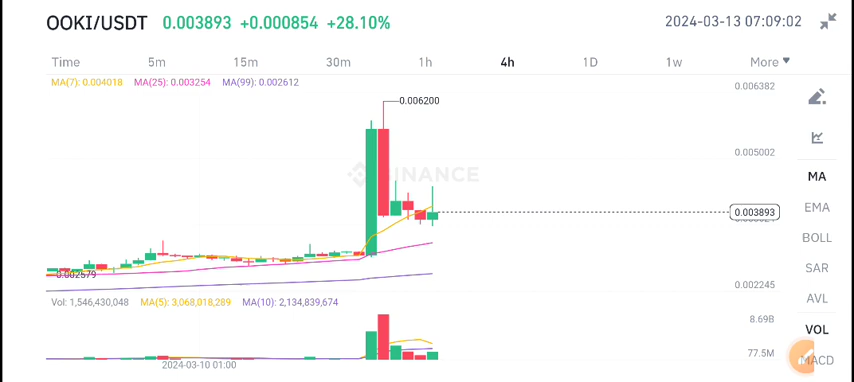 OOKI/USDT 0.003893 +0.000854 +28.10% 2024-03-13 07:09:02
Time 5m 15m 30m 1h 4h 1D 1w More
MA(7): 0.004018 MA(25): 0.003254 MA(99): 0.002612
0.006382
0.006200
0.005002
BINANCE
0.003893
0.002579
0.002245
Vol: 1,546,430,048 MA(5): 3,068,018,289 MA(10): 2,134,839,674
8.69B
77.5M
2024-03-10 01:00
MA
EMA
BOLL
SAR
AVL
VOL
MACD